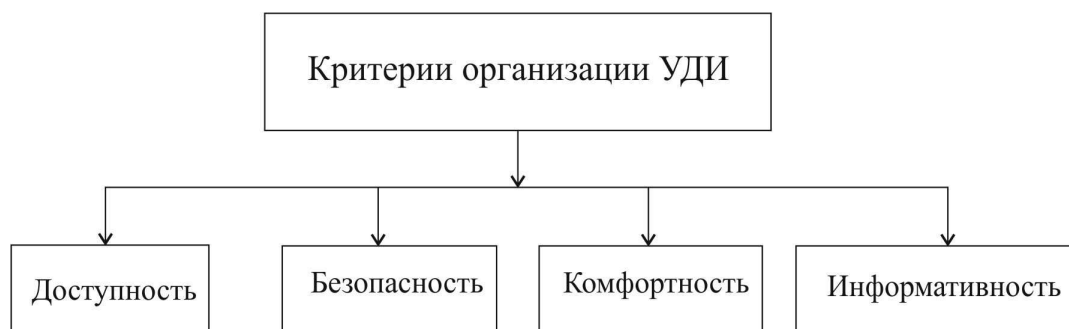 Критерии организации УДИ
Доступность
Безопасность
Комфортность
Информативность